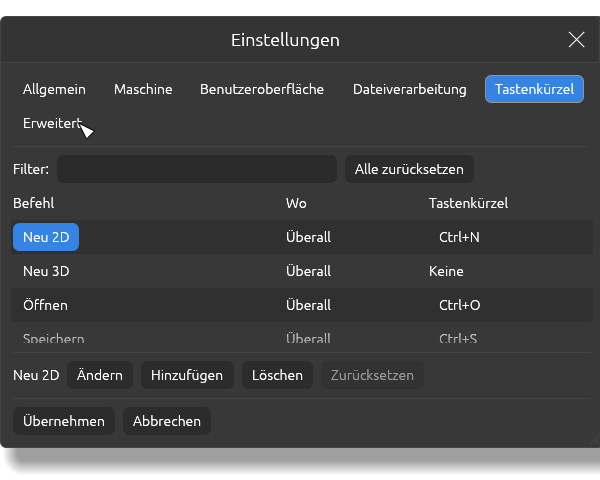 Einstellungen
Allgemein Maschine Benutzeroberfläche Dateiverarbeitung Tastenkürzel
Erweitert
Filter: Alle zurücksetzen
Befehl Wo Tastenkürzel
Neu 2D Überall Ctrl+N
Neu 3D Überall Keine
Öffnen Überall Ctrl+O
Speichern Überall Ctrl+S
Neu 2D Ändern Hinzufügen Löschen Zurücksetzen
Übernehmen Abbrechen